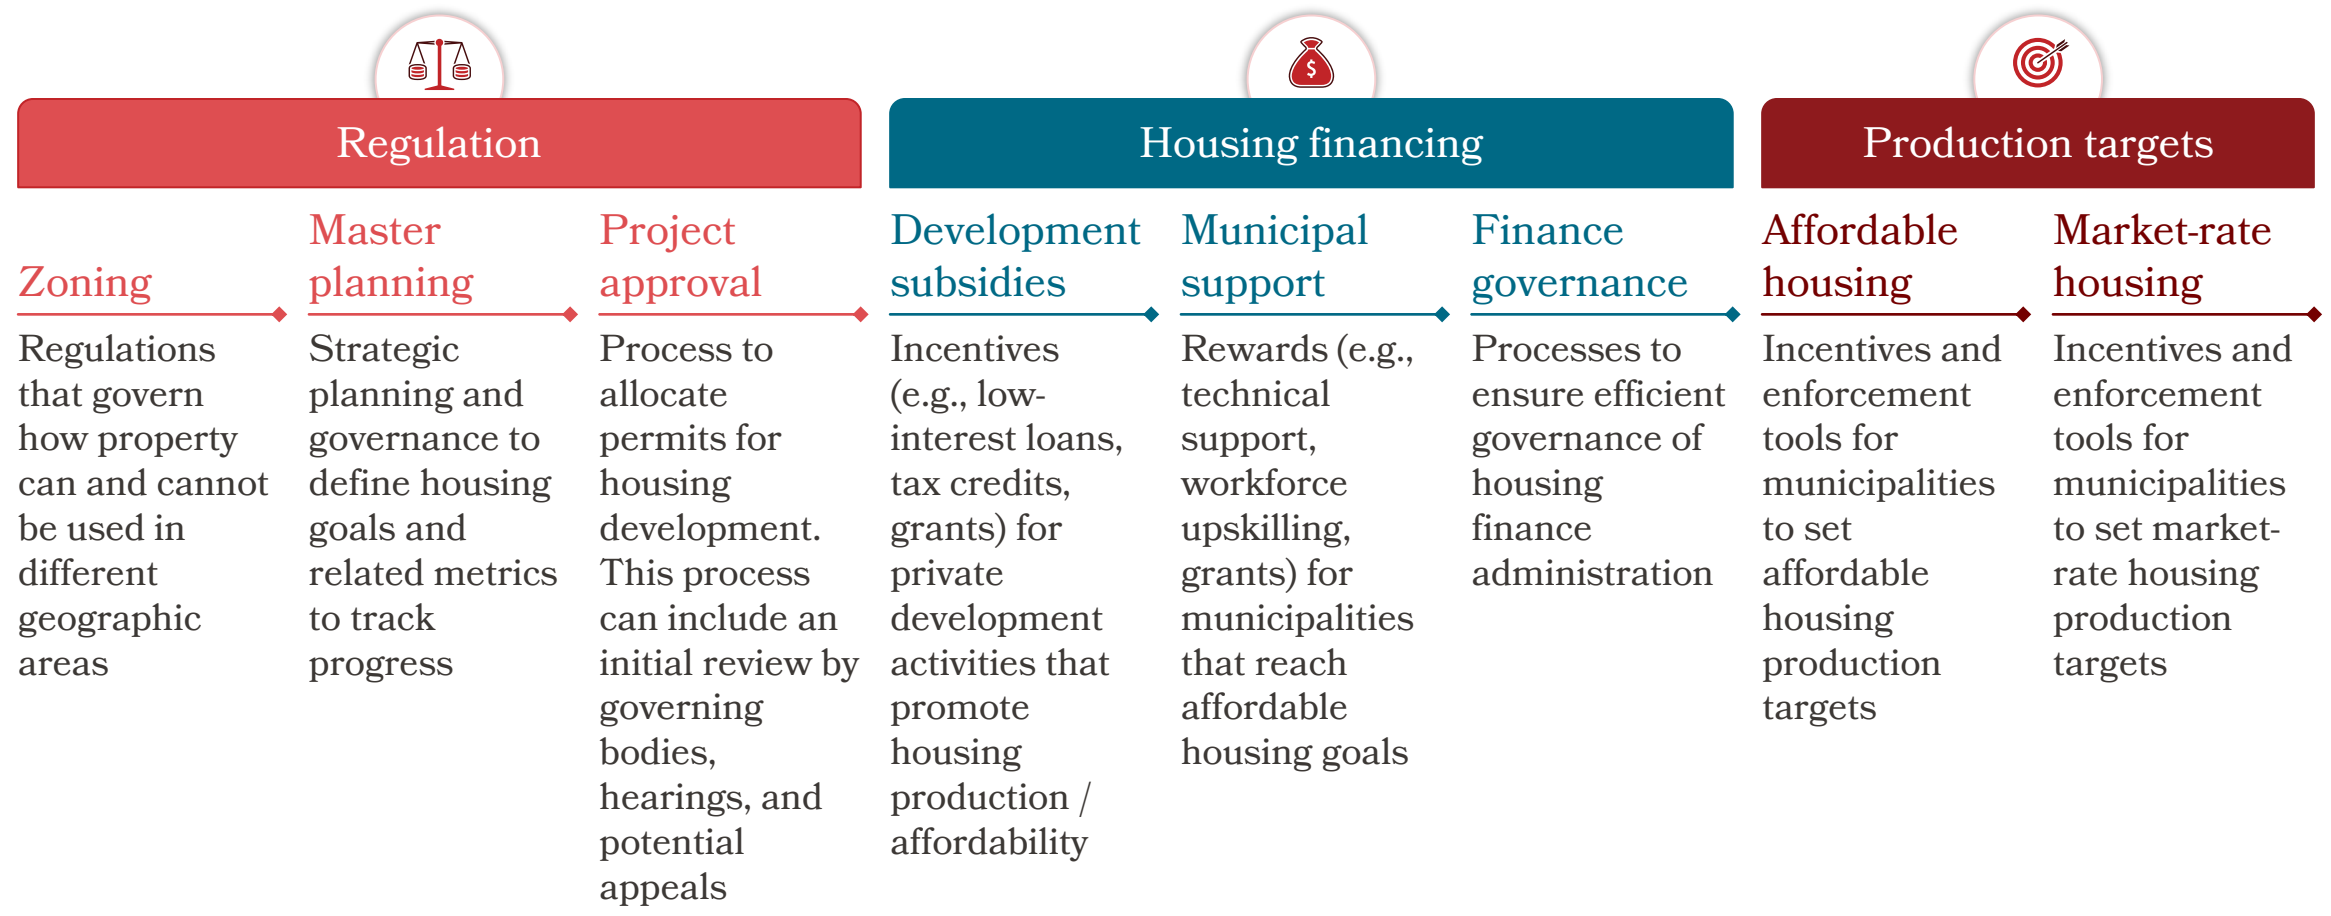 Regulation
Zoning
Regulations
that govern
how property
can and cannot
be used in
different
geographic
areas
Master
planning
Strategic
planning and
governance to
define housing
goals and
related metrics
to track
progress
Project
approval
Process to
allocate
permits for
housing
development.
This process
can include an
initial review by
governing
bodies,
hearings, and
potential
appeals
Housing financing
Development
subsidies
Incentives
(e.g., low-
interest loans,
tax credits,
grants) for
private
development
activities that
promote
housing
production /
affordability
Municipal
support
Rewards (e.g.,
technical
support,
workforce
upskilling,
grants) for
municipalities
that reach
affordable
housing goals
Finance
governance
Processes to
ensure efficient
governance of
housing
finance
administration
Production targets
Affordable
housing
Incentives and
enforcement
tools for
municipalities
to set
affordable
housing
production
targets
Market-rate
housing
Incentives and
enforcement
tools for
municipalities
to set market-
rate housing
production
targets